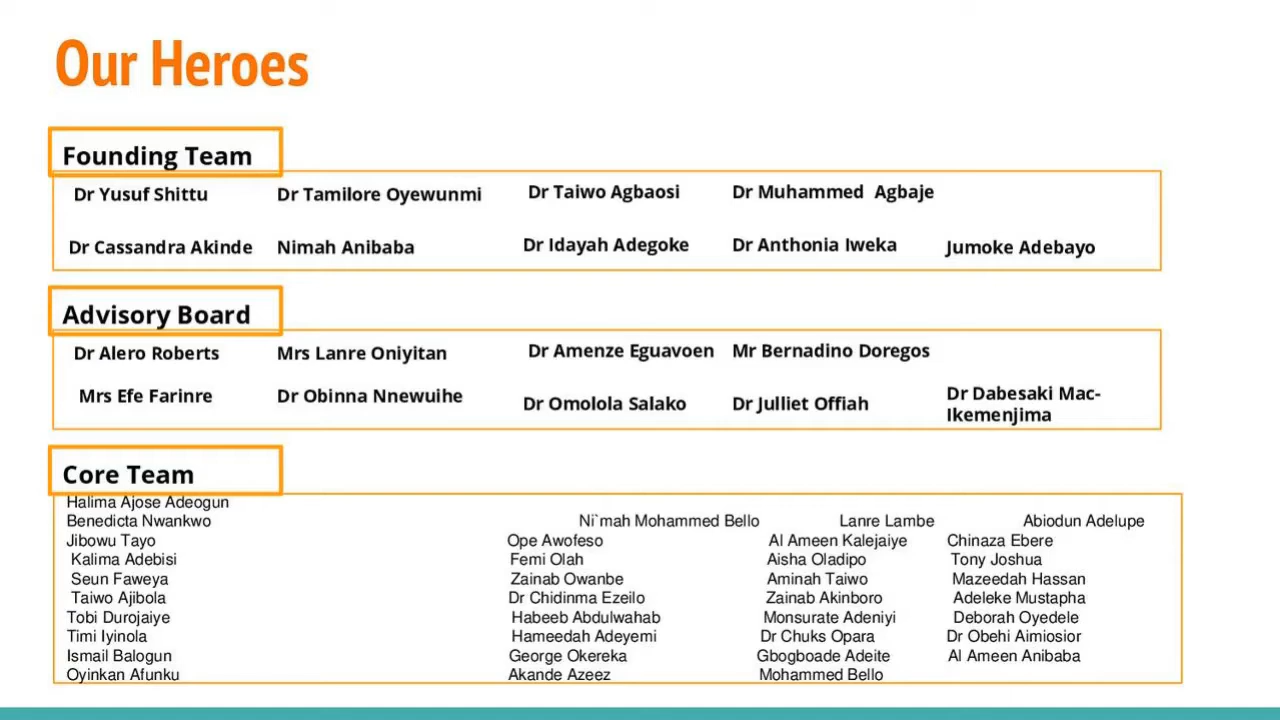 Our Heroes
Founding Team
Dr Yusuf Shittu Dr Tamilore Oyewunmi Dr Taiwo Agbaosi Dr Muhammed Agbaje
Dr Cassandra Akinde Nimah Anibaba Dr Idayah Adegoke Dr Anthonia Iweka Jumoke Adebayo
Advisory Board
Dr Alero Roberts Mrs Lanre Oniyitan Dr Amenze Eguavoen Mr Bernadino Doregos
Mrs Efe Farinre Dr Obinna Nnewuihe Dr Omolola Salako Dr Julliet Offiah Dr Dabesaki Mac-
Ikemenjima
Core Team
Halima Ajose Adeogun
Benedicta Nwankwo Ni`mah Mohammed Bello Lanre Lambe Abiodun Adelupe
Jibowu Tayo Ope Awofeso Al Ameen Kalejaiye Chinaza Ebere
Kalima Adebisi Femi Olah Aisha Oladipo Tony Joshua
Seun Faweya Zainab Owanbe Aminah Taiwo Mazeedah Hassan
Taiwo Ajibola Dr Chidinma Ezeilo Zainab Akinboro Adeleke Mustapha
Tobi Durojaiye Habeeb Abdulwahab Monsurate Adeniyi Deborah Oyedele
Timi Iyinola Hameedah Adeyemi Dr Chuks Opara Dr Obehi Aimiosior
Ismail Balogun George Okereka Gbogboade Adeite Al Ameen Anibaba
Oyinkan Afunku Akande Azeez Mohammed Bello